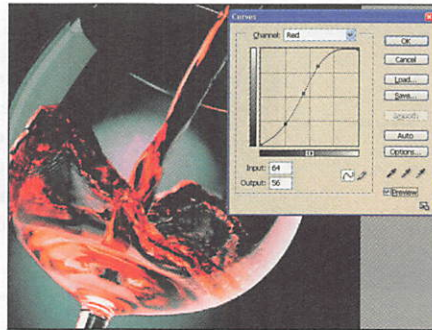 Curves
Channel: Red
OK
Cancel
Load...
Save...
Smooth
Auto
Options...
Input: 64
Output: 56
Preview